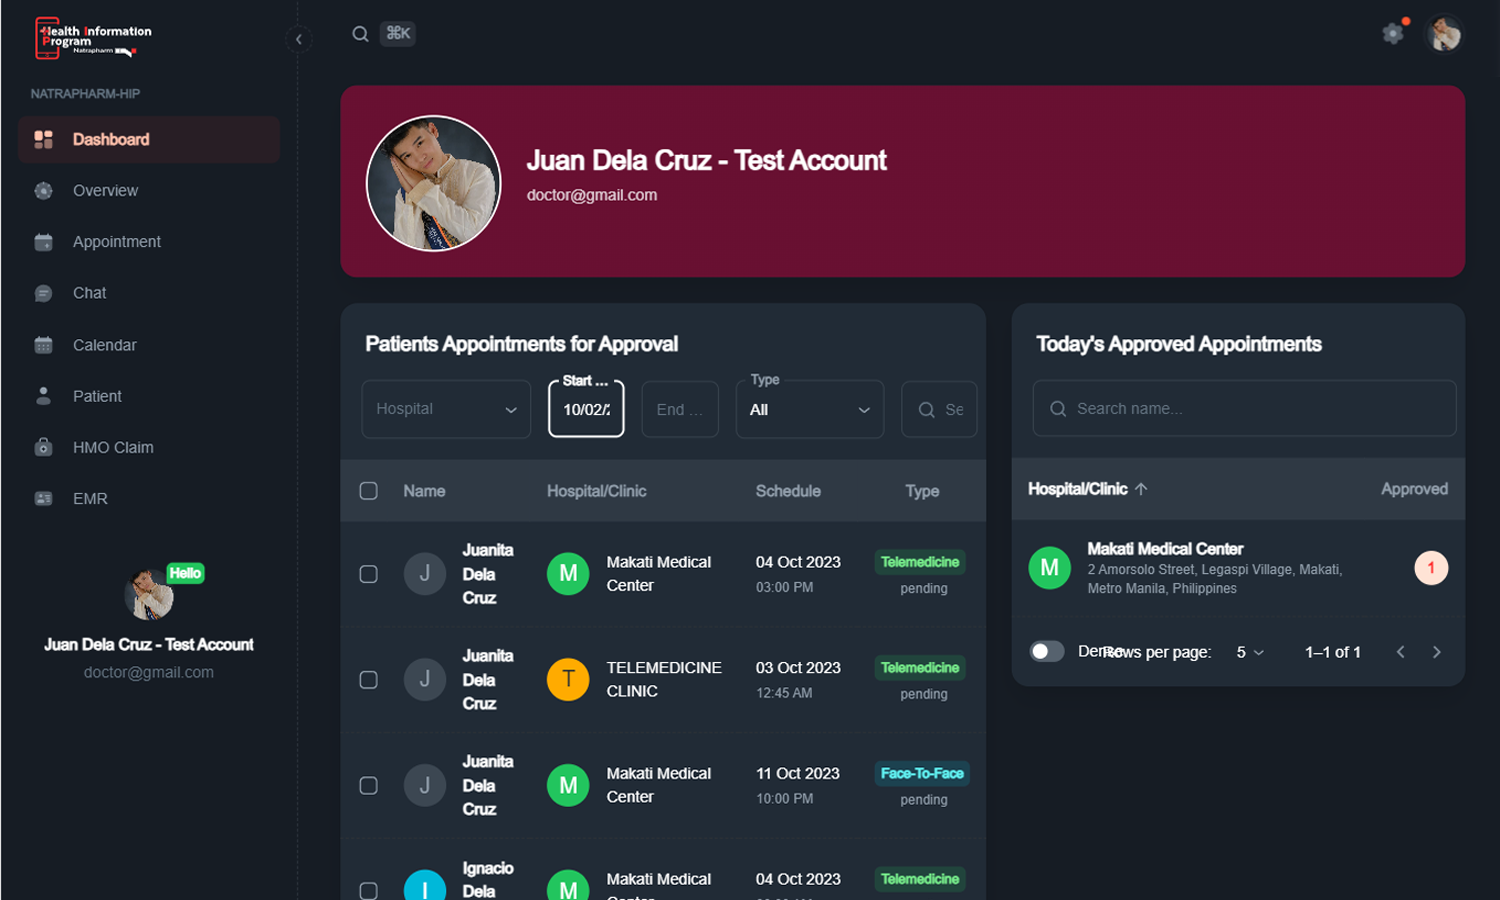 Health Information
Program
Natrapharm
⌘K
NATRAPHARM-HIP
Dashboard
Overview
Appointment
Chat
Calendar
Patient
HMO Claim
EMR
Hello
Juan Dela Cruz - Test Account
doctor@gmail.com
Juan Dela Cruz - Test Account
doctor@gmail.com
Patients Appointments for Approval
Hospital
Start ...
10/02/2
End ...
Type
All
Se
Name Hospital/Clinic Schedule Type
J Juanita Dela Cruz M Makati Medical Center 04 Oct 2023 03:00 PM Telemedicine pending
J Juanita Dela Cruz T TELEMEDICINE CLINIC 03 Oct 2023 12:45 AM Telemedicine pending
J Juanita Dela Cruz M Makati Medical Center 11 Oct 2023 10:00 PM Face-To-Face pending
I Ignacio Dela M Makati Medical 04 Oct 2023 Telemedicine
Today's Approved Appointments
Search name...
Hospital/Clinic Approved
M Makati Medical Center 1
2 Amorsolo Street, Legaspi Village, Makati,
Metro Manila, Philippines
Dense Rows per page: 5 1–1 of 1